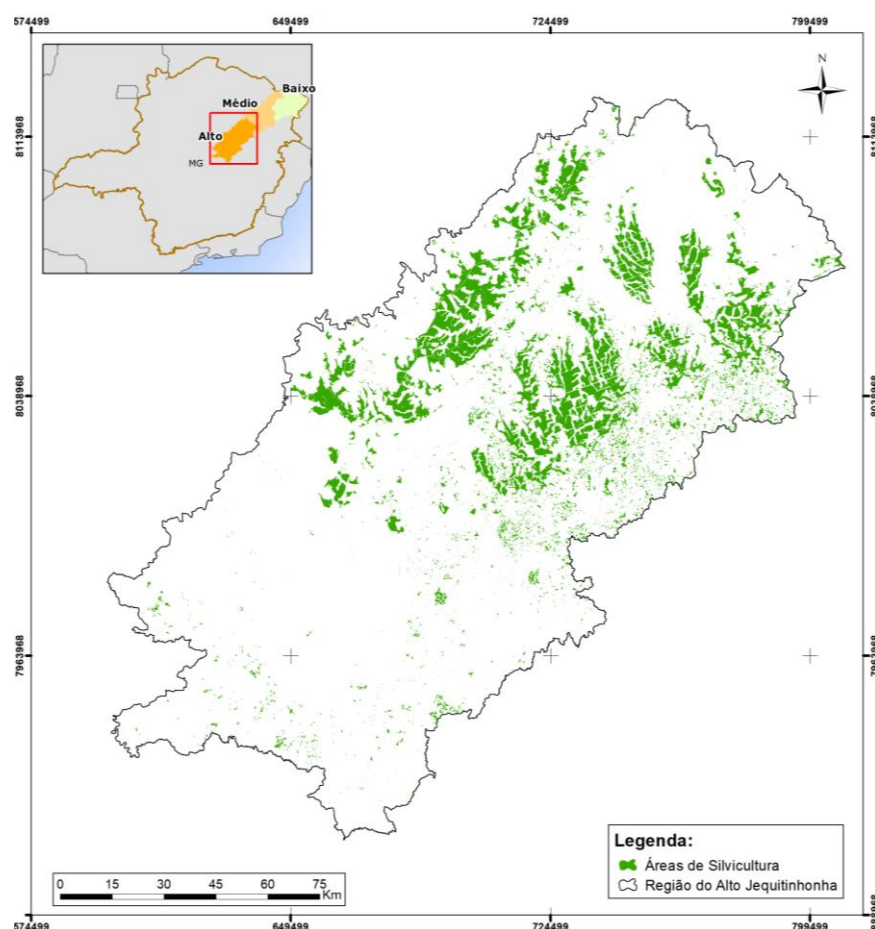 574499 649499 724499 799499
Baixo
Médio
Alto
MG
N
8113968 8113968
8038968 8038968
7963968 7963968
Legenda:
Áreas de Silvicultura
Região do Alto Jequitinhonha
0 15 30 45 60 75
Km
574499 649499 724499 799499